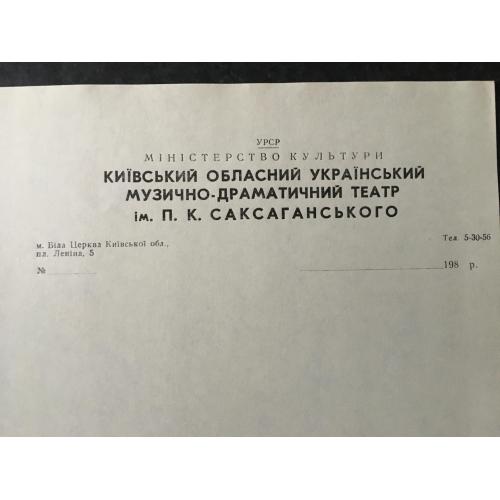 УРСР
МІНІСТЕРСТВО КУЛЬТУРИ
КИЇВСЬКИЙ ОБЛАСНИЙ УКРАЇНСЬКИЙ
МУЗИЧНО-ДРАМАТИЧНИЙ ТЕАТР
ім. П. К. САКСАГАНСЬКОГО
м. Біла Церква Київської обл.,
пл. Леніна, 5
Тел. 5-30-56
№
198 р.